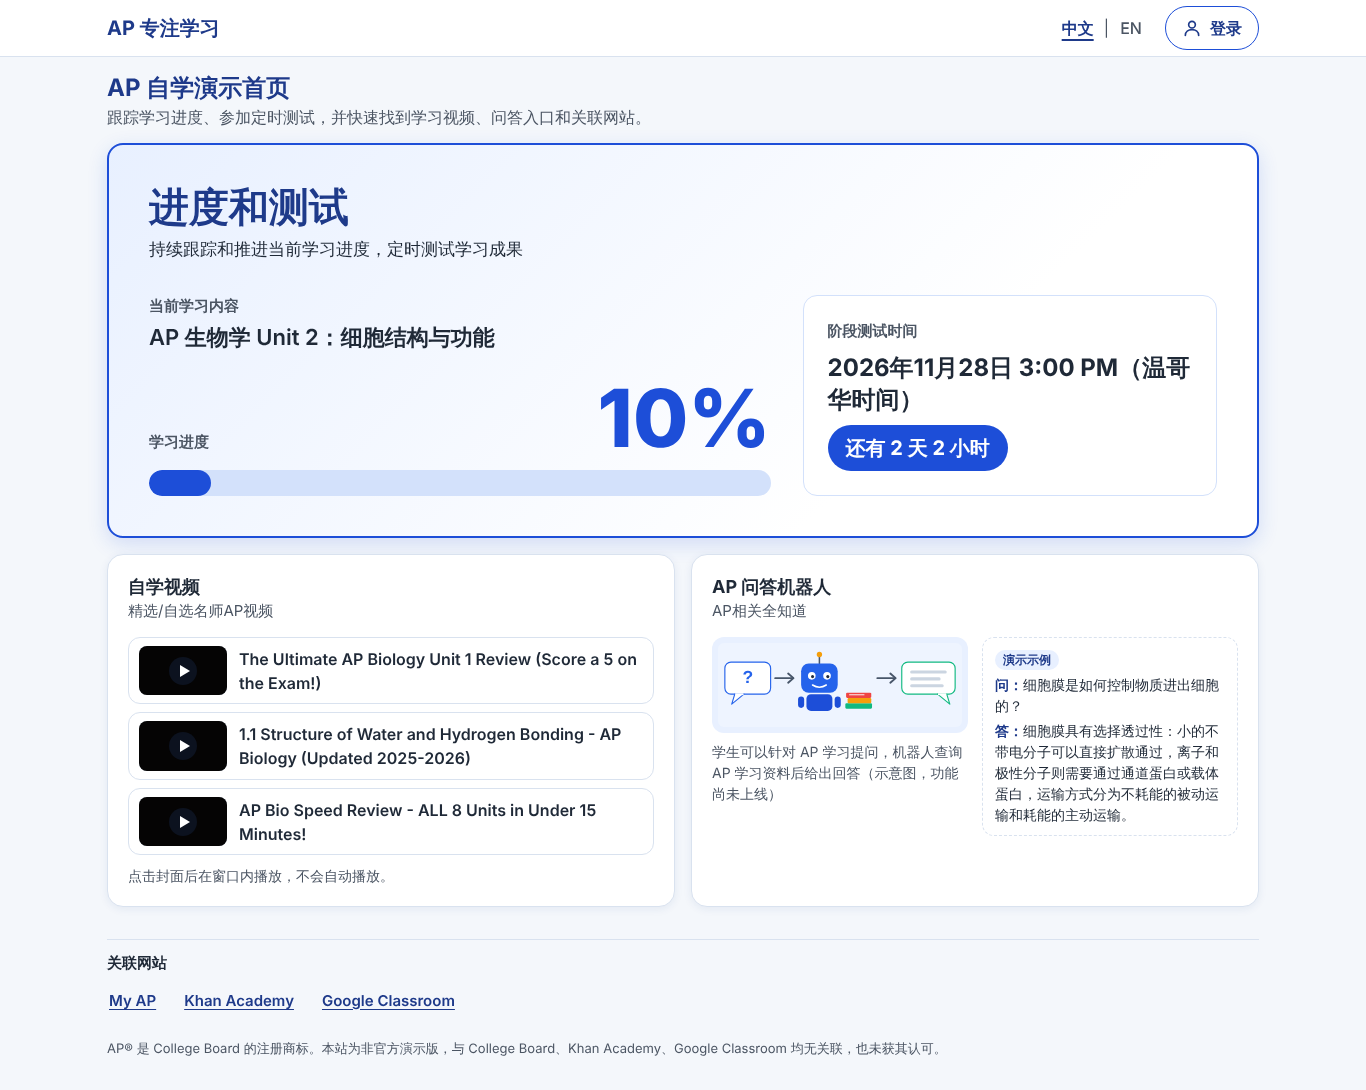 AP 专注学习
中文 | EN
登录
AP 自学演示首页
跟踪学习进度、参加定时测试，并快速找到学习视频、问答入口和关联网站。
进度和测试
持续跟踪和推进当前学习进度，定时测试学习成果
当前学习内容
AP 生物学 Unit 2：细胞结构与功能
学习进度
10%
阶段测试时间
2026年11月28日 3:00 PM（温哥
华时间）
还有 2 天 2 小时
自学视频
精选/自选名师AP视频
The Ultimate AP Biology Unit 1 Review (Score a 5 on
the Exam!)
1.1 Structure of Water and Hydrogen Bonding - AP
Biology (Updated 2025-2026)
AP Bio Speed Review - ALL 8 Units in Under 15
Minutes!
点击封面后在窗口内播放，不会自动播放。
AP 问答机器人
AP相关全知道
?
学生可以针对 AP 学习提问，机器人查询
AP 学习资料后给出回答（示意图，功能
尚未上线）
演示示例
问：细胞膜是如何控制物质进出细胞
的？
答：细胞膜具有选择透过性：小的不
带电分子可以直接扩散通过，离子和
极性分子则需要通过通道蛋白或载体
蛋白，运输方式分为不耗能的被动运
输和耗能的主动运输。
关联网站
My AP
Khan Academy
Google Classroom
AP® 是 College Board 的注册商标。本站为非官方演示版，与 College Board、Khan Academy、Google Classroom 均无关联，也未获其认可。